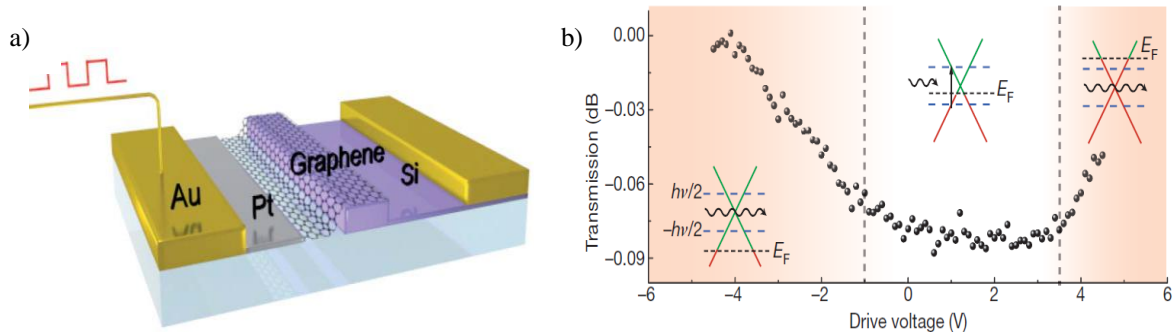 a)
Au
Pt
Graphene
Si
b)
Transmission (dB)
0.00
−0.03
−0.06
−0.09
hν/2
−hν/2
E_F
E_F
E_F
−6
−4
−2
0
2
4
6
Drive voltage (V)